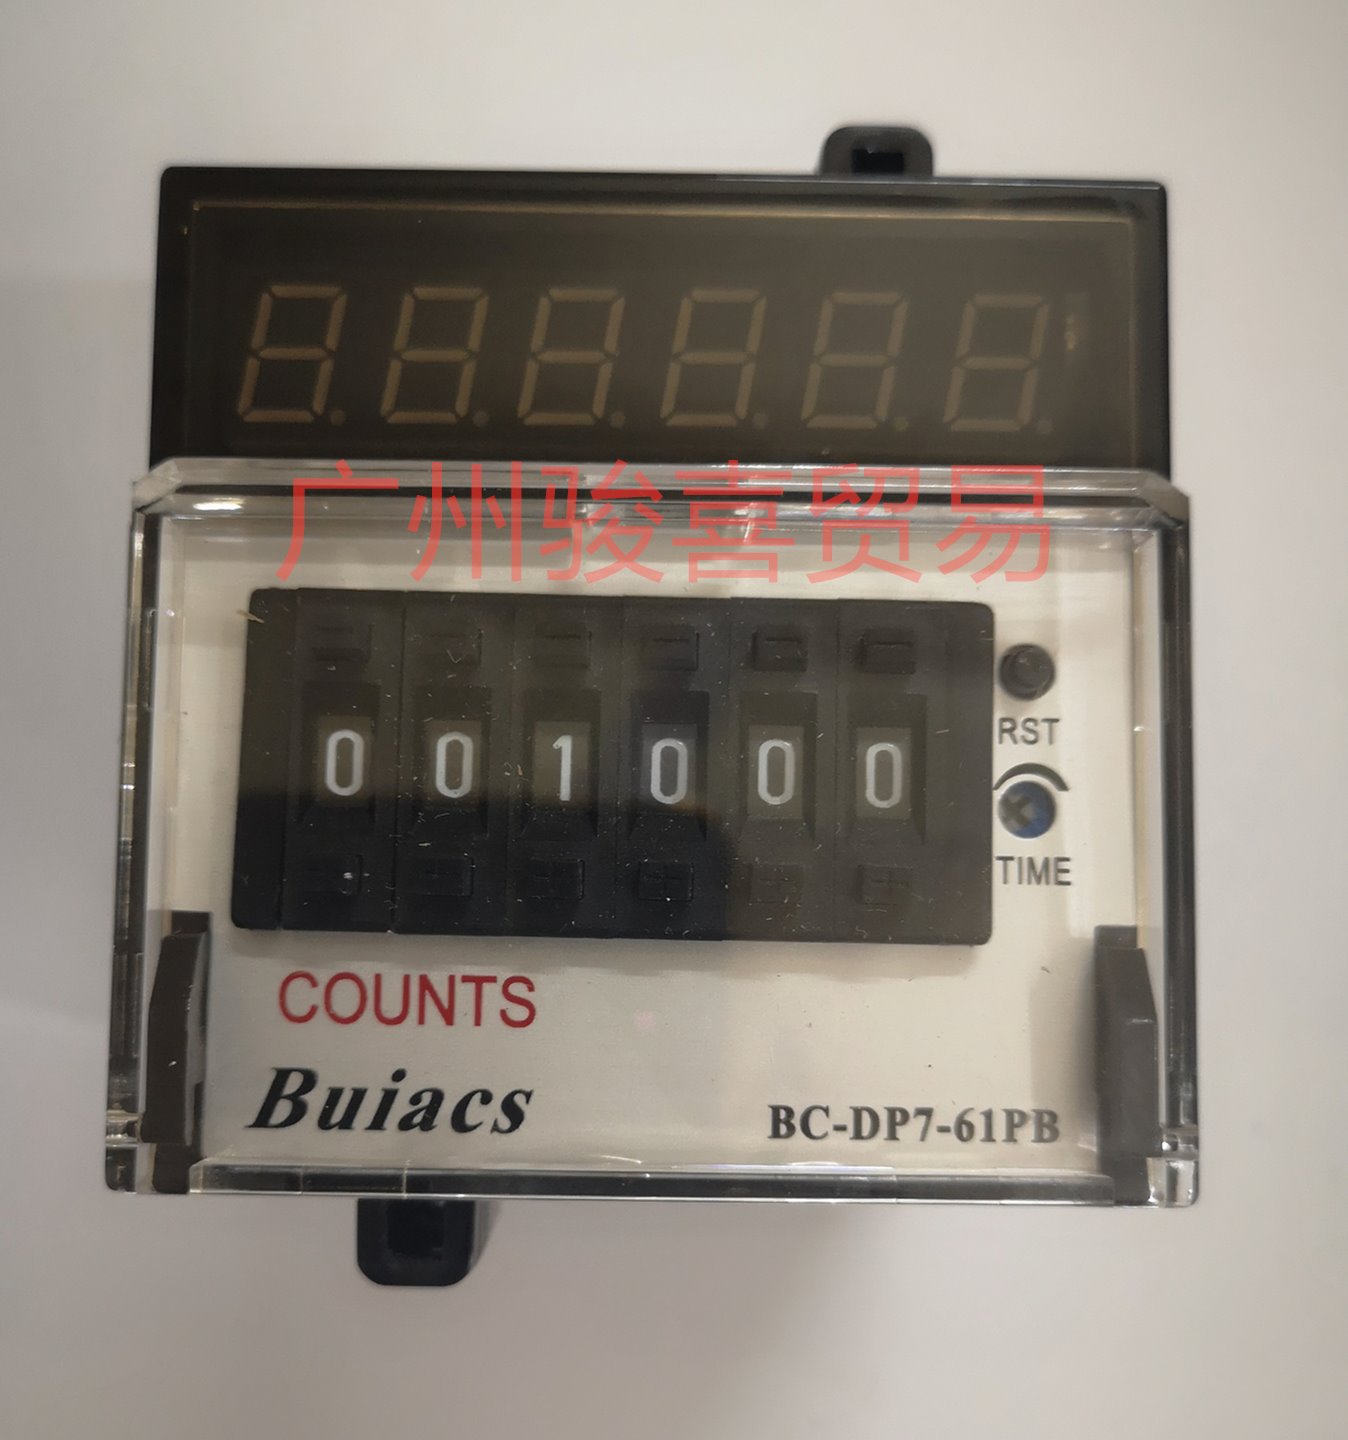 广州骏喜贸易
001000
RST
TIME
COUNTS
Buiacs
BC-DP7-61PB